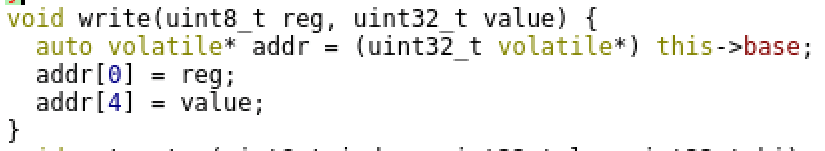 void write(uint8_t reg, uint32_t value) {
  auto volatile* addr = (uint32_t volatile*) this->base;
  addr[0] = reg;
  addr[4] = value;
}